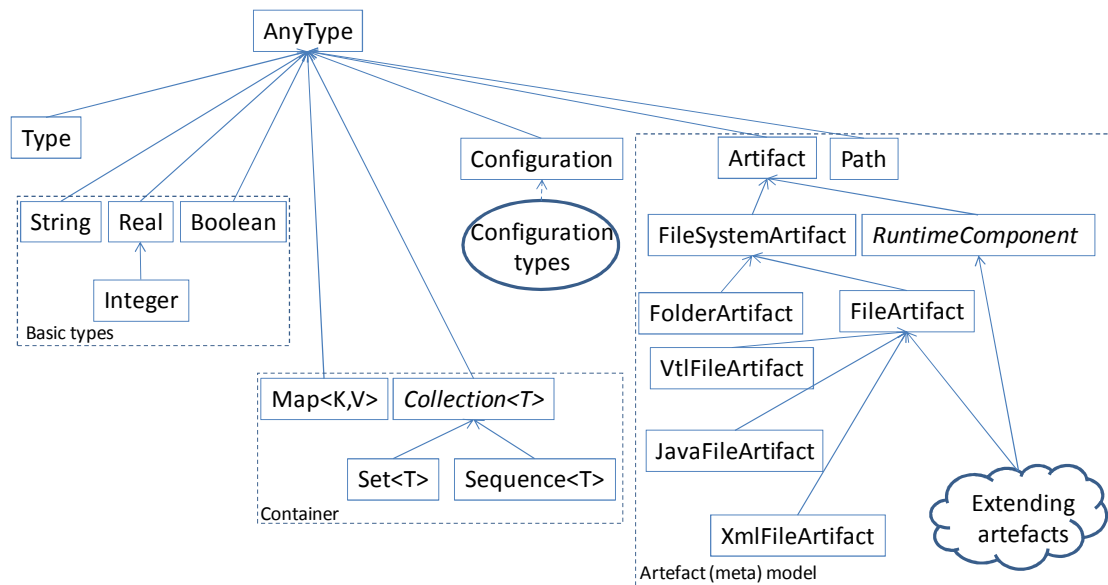 AnyType
Type
Configuration
Artifact
Path
String
Real
Boolean
Configuration
types
FileSystemArtifact
RuntimeComponent
Integer
Basic types
FolderArtifact
FileArtifact
VtlFileArtifact
Map<K,V>
Collection<T>
JavaFileArtifact
Set<T>
Sequence<T>
Container
Extending
artefacts
XmlFileArtifact
Artefact (meta) model